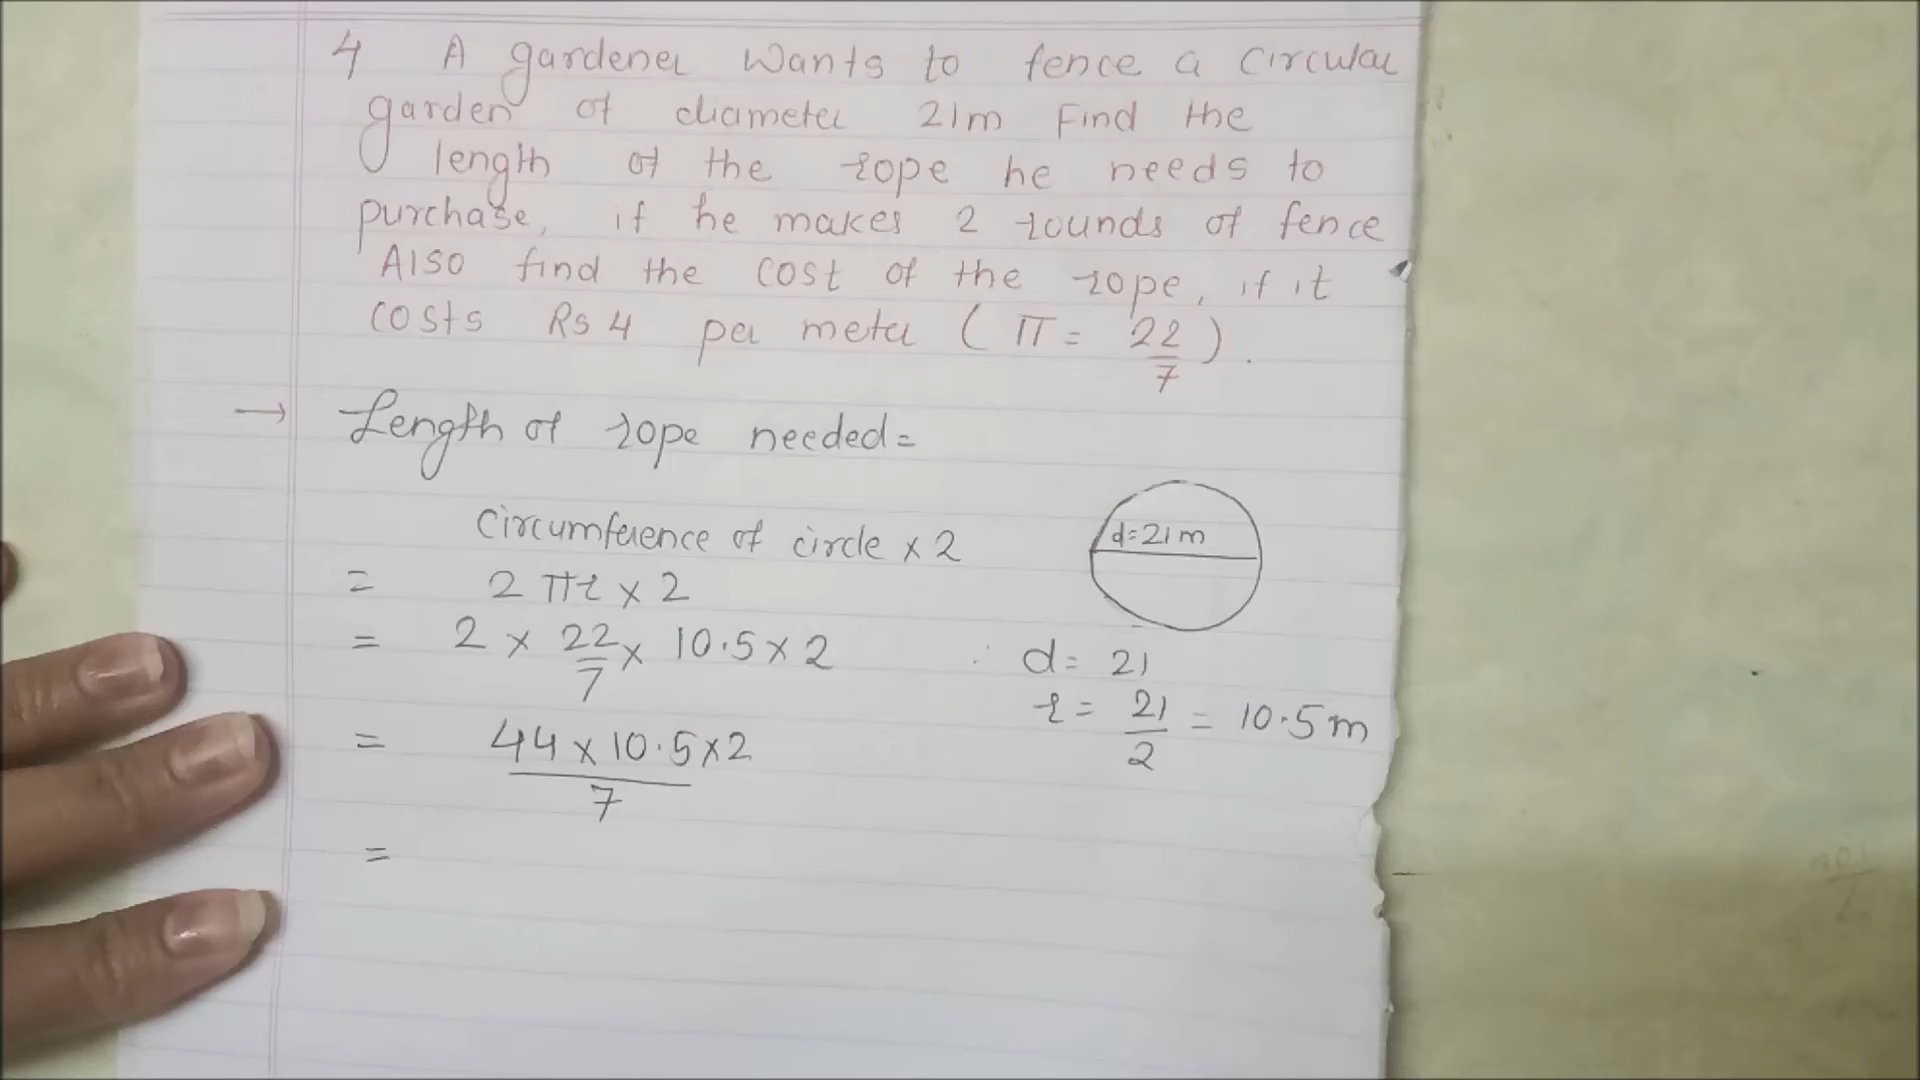 4 A gardener wants to fence a circular
garden of diameter 21m Find the
length of the rope he needs to
purchase, if he makes 2 rounds of fence
Also find the cost of the rope, if it
costs Rs 4 per meter ( π = 22/7 ).
→ Length of rope needed =
Circumference of circle × 2
d=21m
= 2πr × 2
= 2 × 22/7 × 10.5 × 2
d = 21
r = 21/2 = 10.5m
= 44 × 10.5 × 2 / 7
=